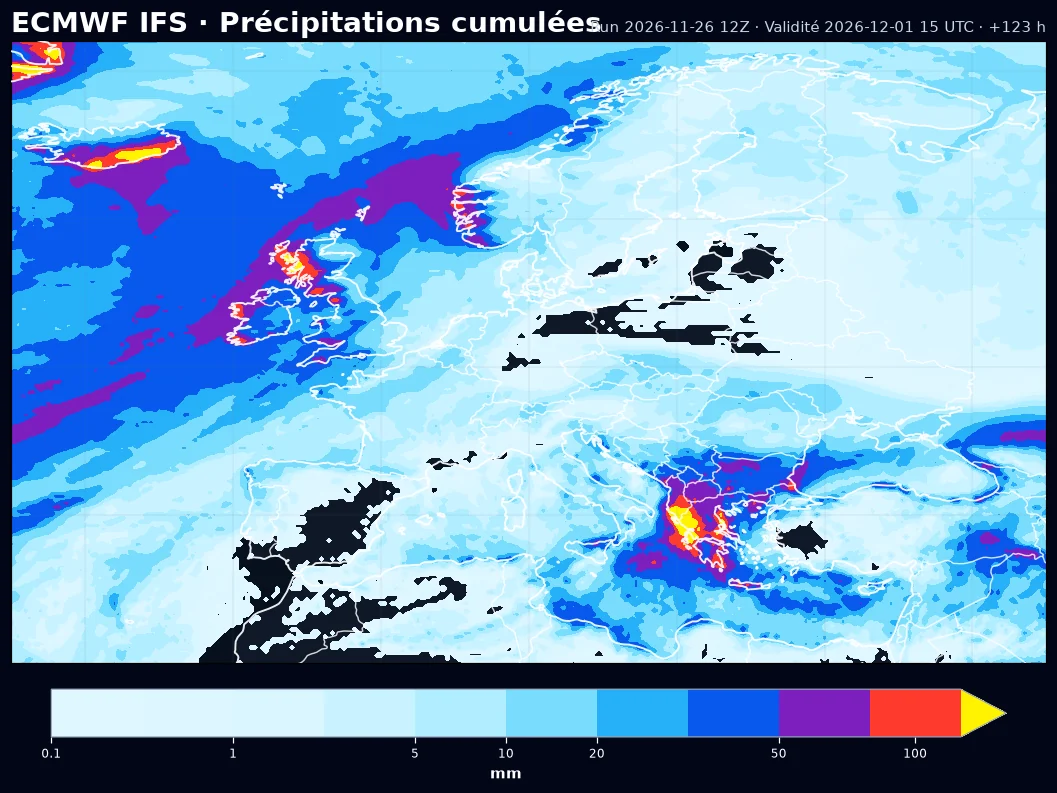 ECMWF IFS · Précipitations cumulées
Run 2026-11-26 12Z · Validité 2026-12-01 15 UTC · +123 h
0.1 1 5 10 20 50 100
mm